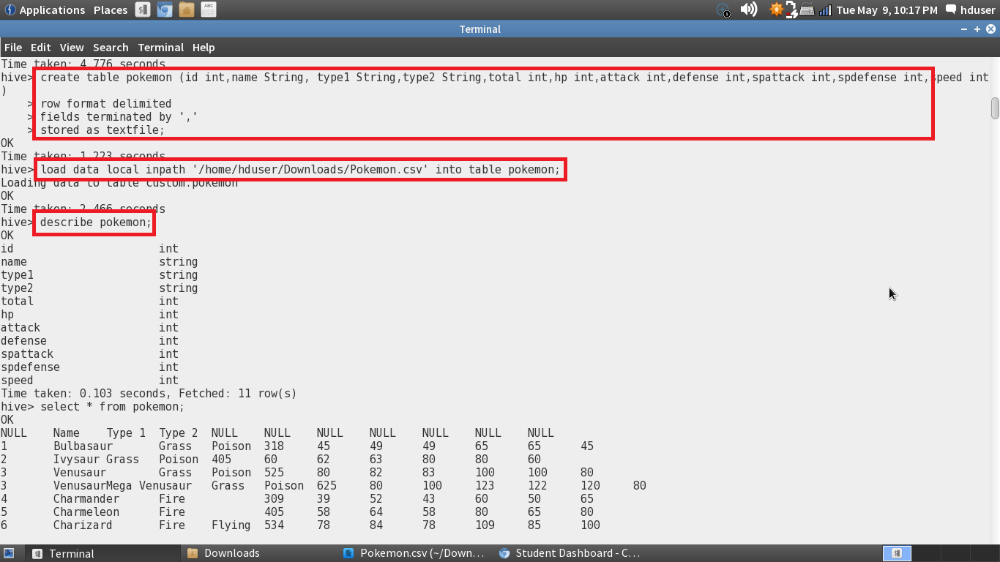 Applications Places Tue May 9, 10:17 PM hduser
Terminal
File Edit View Search Terminal Help
Time taken: 4.776 seconds
hive> create table pokemon (id int,name String, type1 String,type2 String,total int,hp int,attack int,defense int,spattack int,spdefense int,speed int
)
> row format delimited
> fields terminated by ','
> stored as textfile;
OK
Time taken: 1.223 seconds
hive> load data local inpath '/home/hduser/Downloads/Pokemon.csv' into table pokemon;
Loading data to table custom.pokemon
OK
Time taken: 2.466 seconds
hive> describe pokemon;
OK
id int
name string
type1 string
type2 string
total int
hp int
attack int
defense int
spattack int
spdefense int
speed int
Time taken: 0.103 seconds, Fetched: 11 row(s)
hive> select * from pokemon;
OK
NULL Name Type 1 Type 2 NULL NULL NULL NULL NULL NULL NULL
1 Bulbasaur Grass Poison 318 45 49 49 65 65 45
2 Ivysaur Grass Poison 405 60 62 63 80 80 60
3 Venusaur Grass Poison 525 80 82 83 100 100 80
3 VenusaurMega Venusaur Grass Poison 625 80 100 123 122 120 80
4 Charmander Fire 309 39 52 43 60 50 65
5 Charmeleon Fire 405 58 64 58 80 65 80
6 Charizard Fire Flying 534 78 84 78 109 85 100
Terminal Downloads Pokemon.csv (~/Down... Student Dashboard - C...